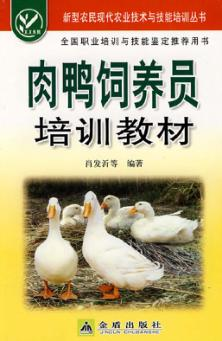 新型农民现代农业技术与技能培训丛书
全国职业培训与技能鉴定推荐用书
肉鸭饲养员
培训教材
肖发沂等 编著
金盾出版社
JINDUN CHUBANSHE